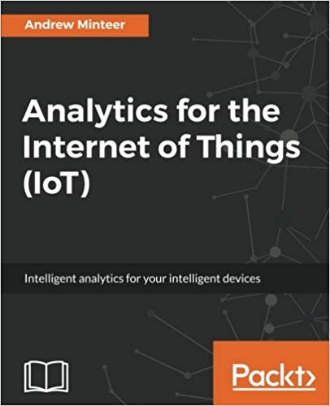 Andrew Minteer
Analytics for the
Internet of Things
(IoT)
Intelligent analytics for your intelligent devices
Packt>